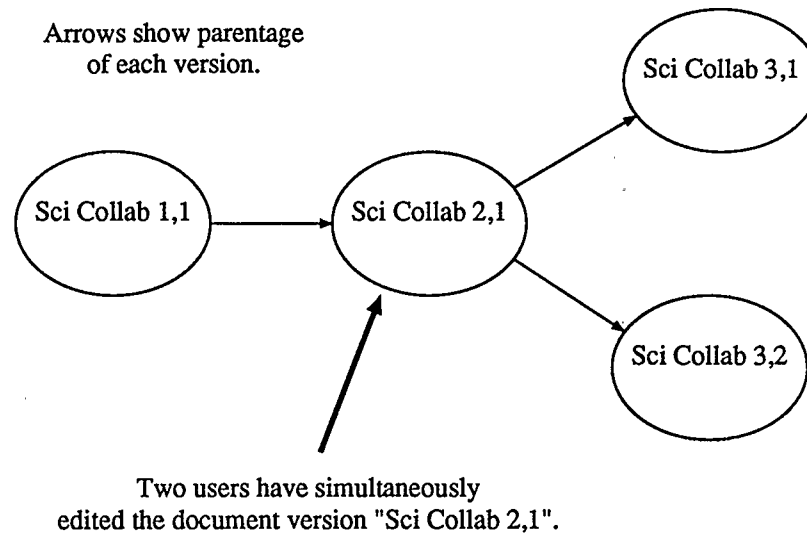 Arrows show parentage
of each version.
Sci Collab 3,1
Sci Collab 1,1
Sci Collab 2,1
Sci Collab 3,2
Two users have simultaneously
edited the document version "Sci Collab 2,1".